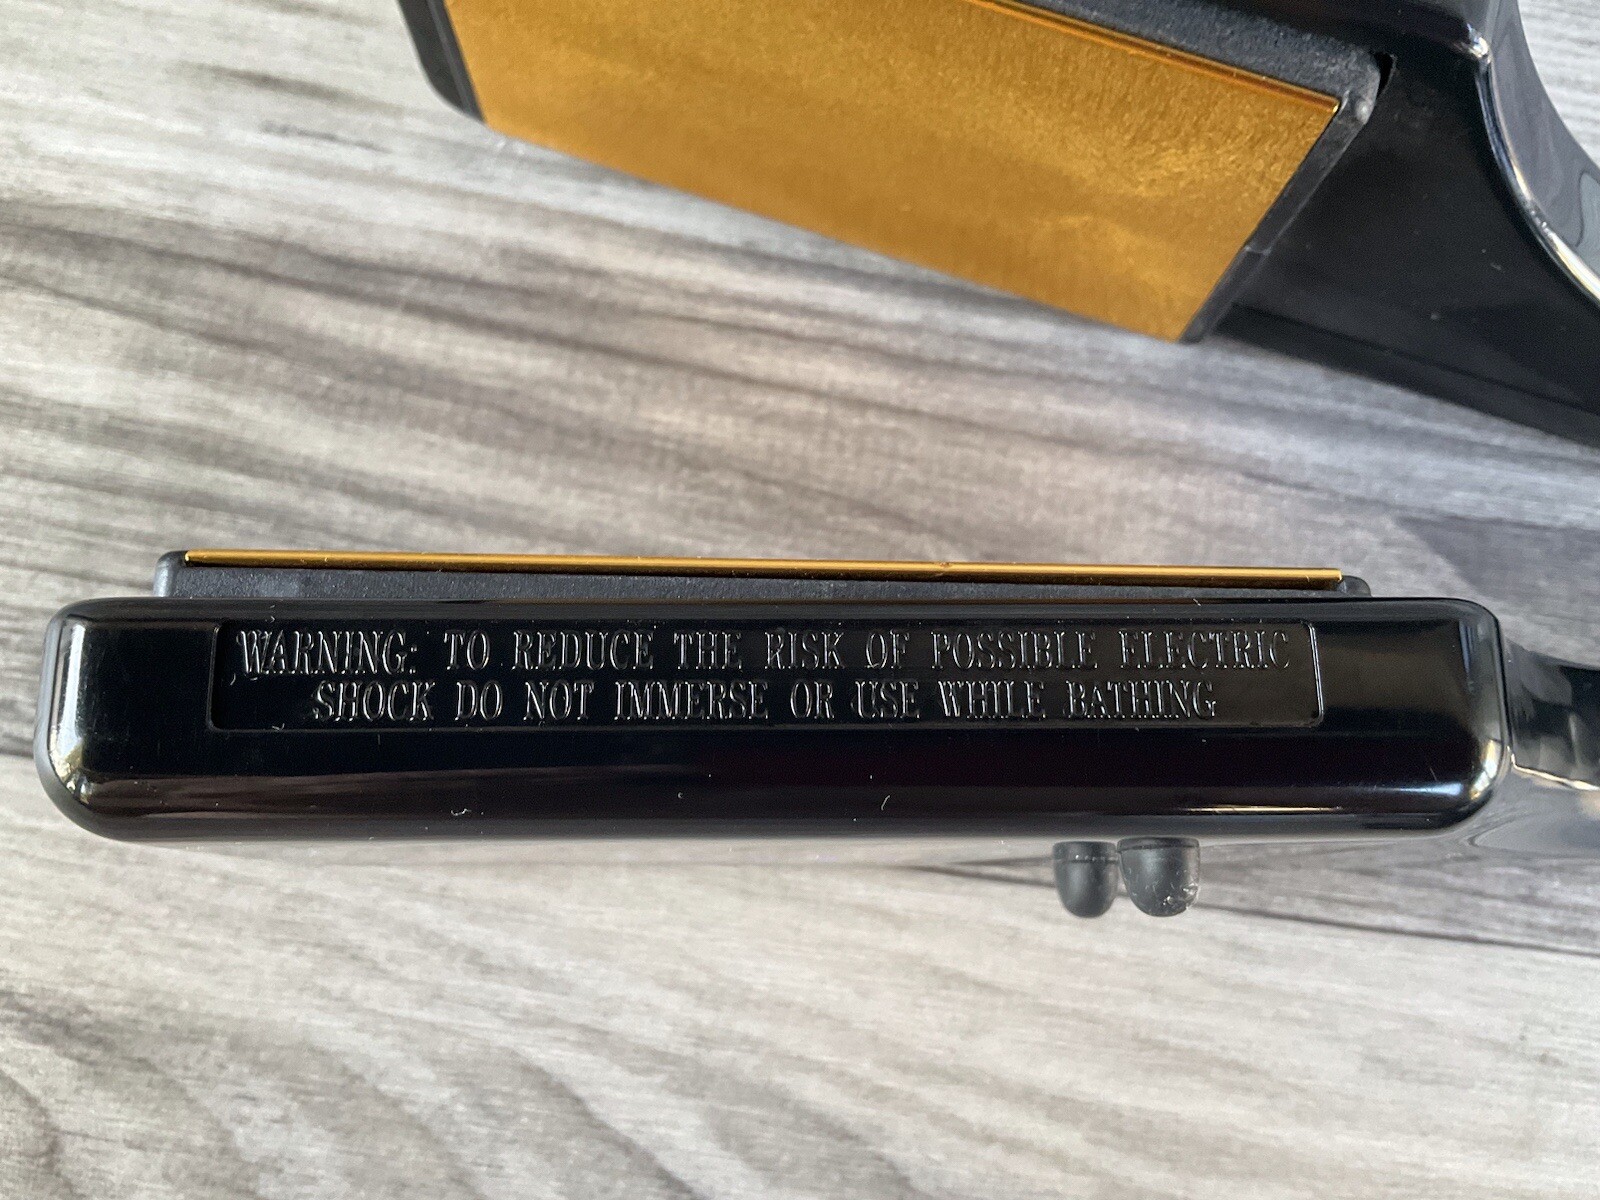 WARNING: TO REDUCE THE RISK OF POSSIBLE ELECTRIC
SHOCK DO NOT IMMERSE OR USE WHILE BATHING